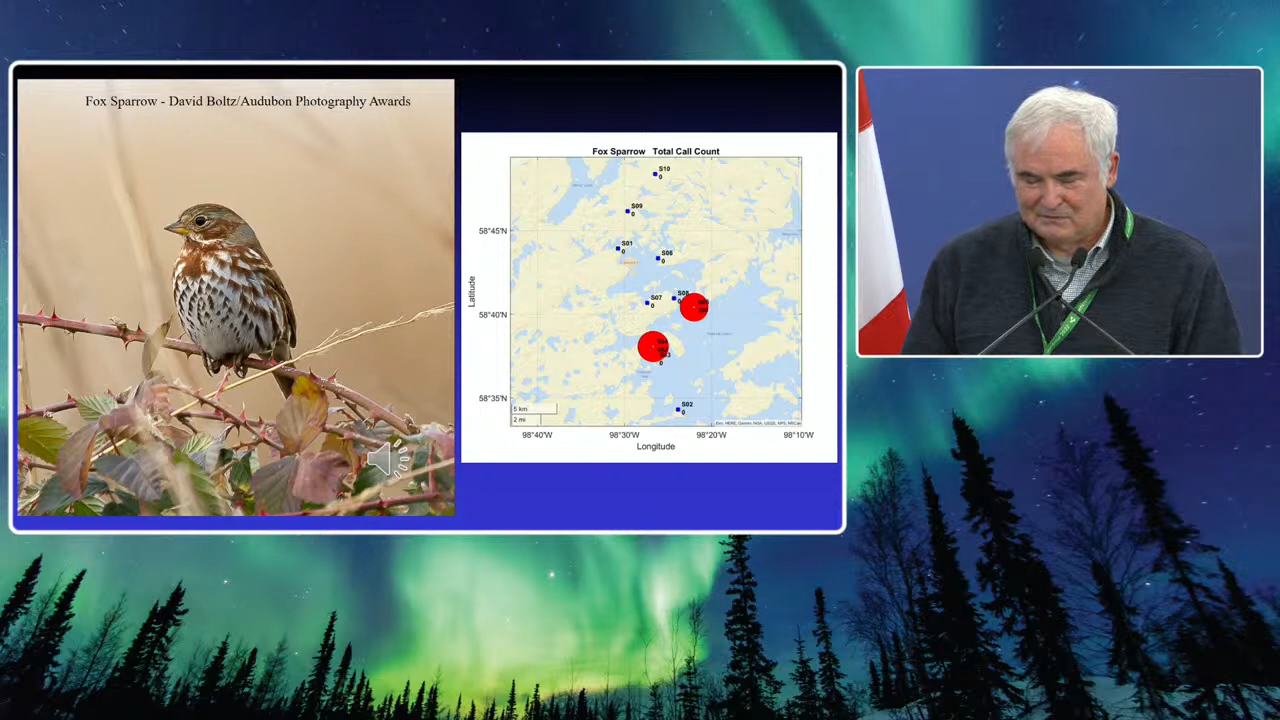 Fox Sparrow - David Boltz/Audubon Photography Awards
Fox Sparrow Total Call Count
S10
0
S09
0
58°45'N
S01
0
S06
0
S07
0
0
58°40'N
0
58°35'N
S02
0
5 km
2 mi
98°40'W
98°30'W
98°20'W
98°10'W
Latitude
Longitude